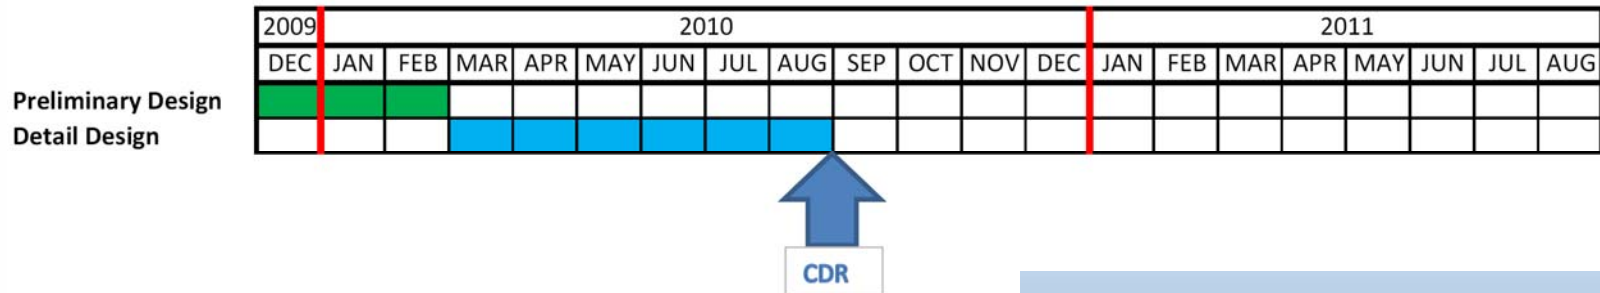 2009 2010 2011
DEC JAN FEB MAR APR MAY JUN JUL AUG SEP OCT NOV DEC JAN FEB MAR APR MAY JUN JUL AUG
Preliminary Design
Detail Design
CDR